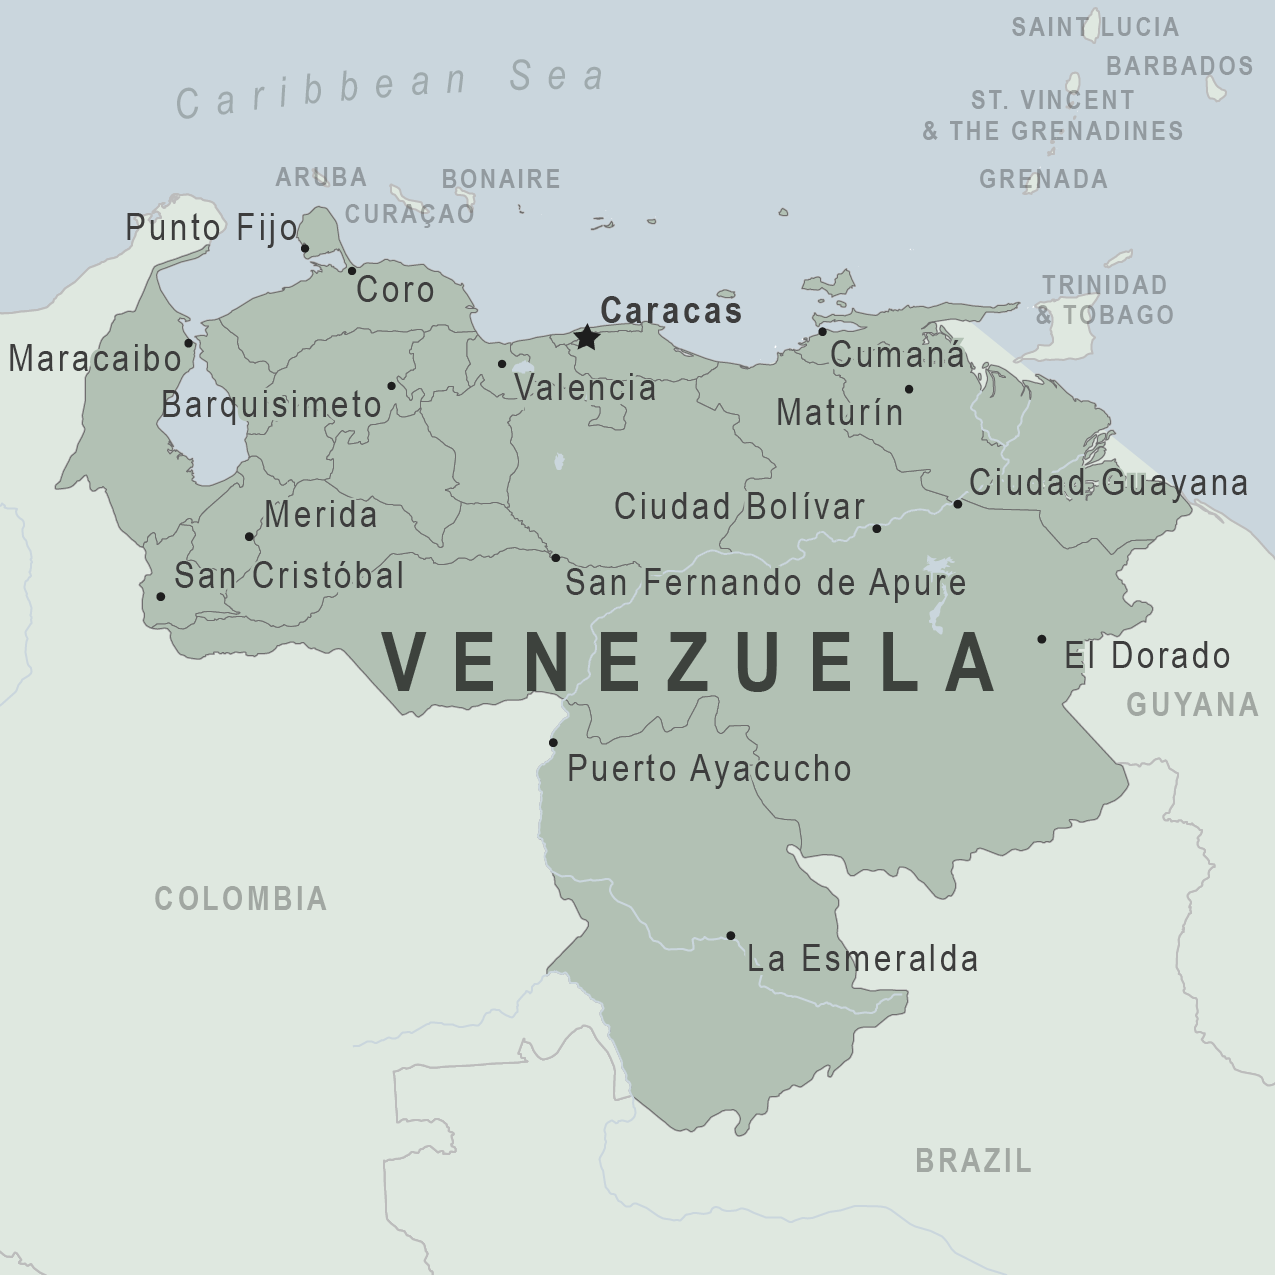 SAINT LUCIA
BARBADOS
Caribbean Sea
ST. VINCENT
& THE GRENADINES
ARUBA
BONAIRE
GRENADA
CURAÇAO
Punto Fijo
Coro
TRINIDAD
& TOBAGO
Caracas
Maracaibo
Cumaná
Valencia
Barquisimeto
Maturín
Ciudad Guayana
Merida
Ciudad Bolívar
San Cristóbal
San Fernando de Apure
VENEZUELA
El Dorado
GUYANA
Puerto Ayacucho
COLOMBIA
La Esmeralda
BRAZIL